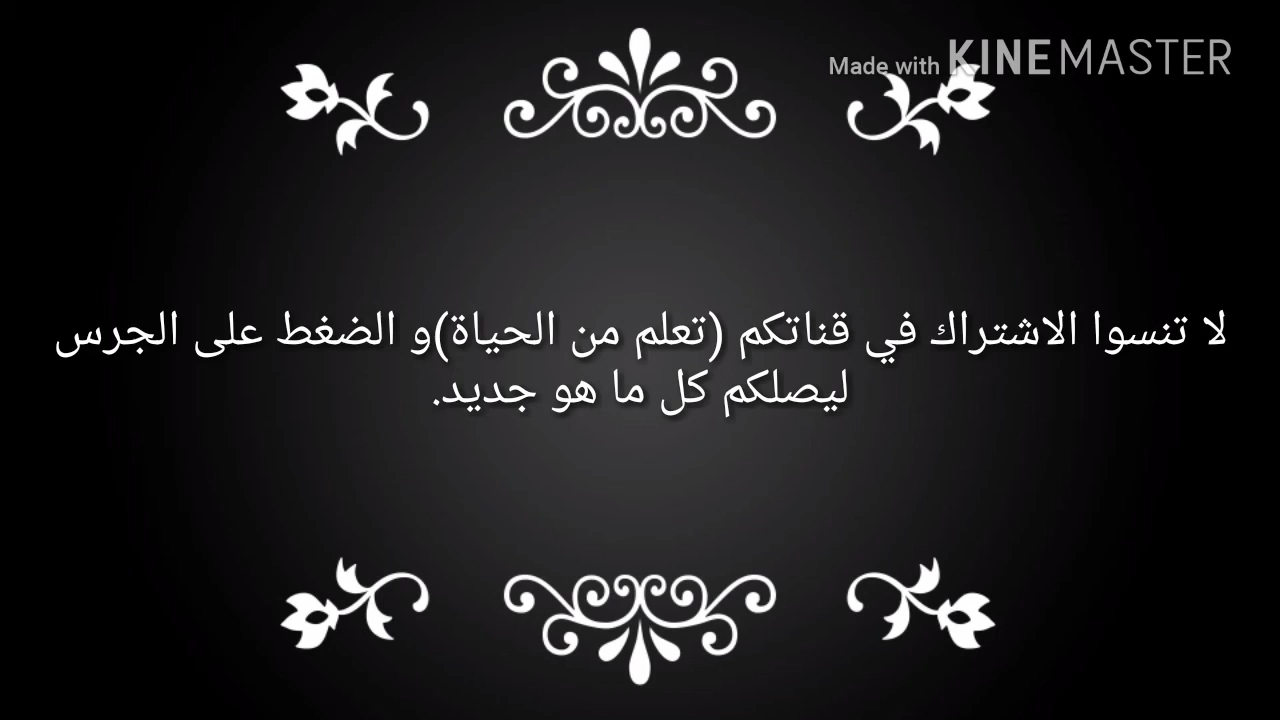 Made with KINEMASTER
لا تنسوا الاشتراك في قناتكم (تعلم من الحياة)و الضغط على الجرس
ليصلكم كل ما هو جديد.